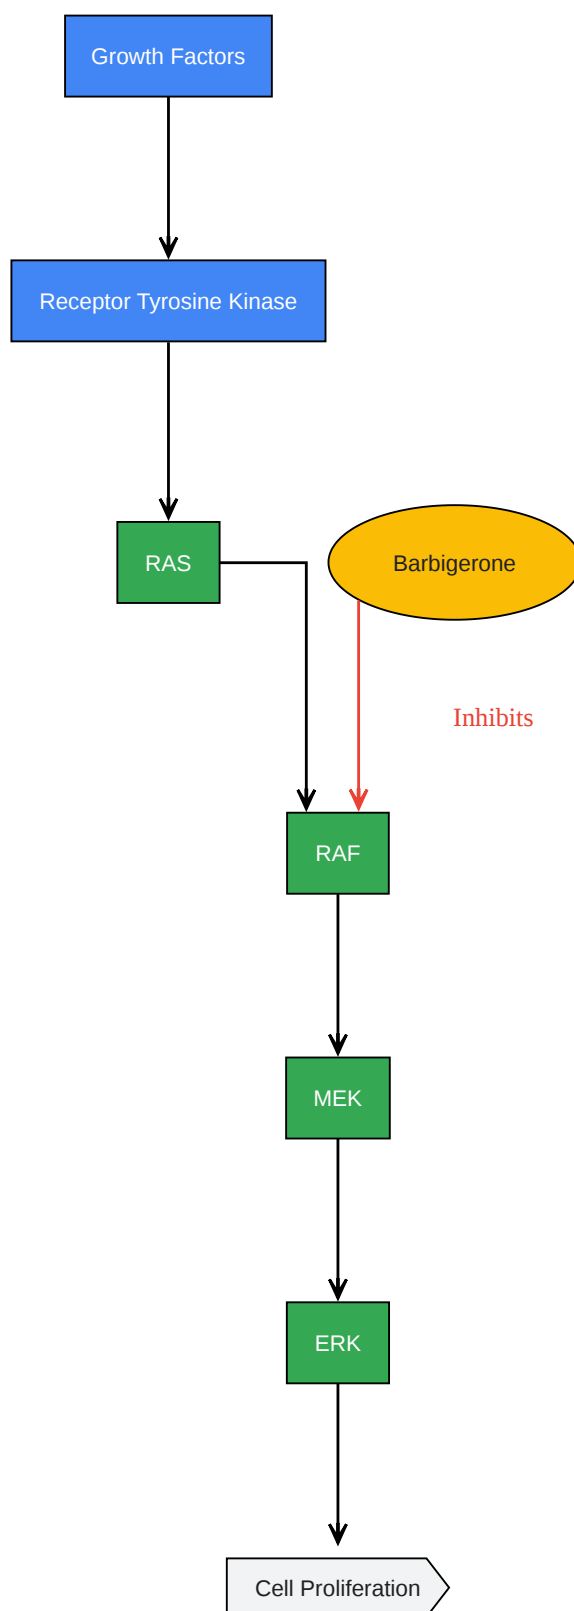 Growth Factors
Receptor Tyrosine Kinase
RAS
Barbigerone
Inhibits
RAF
MEK
ERK
Cell Proliferation